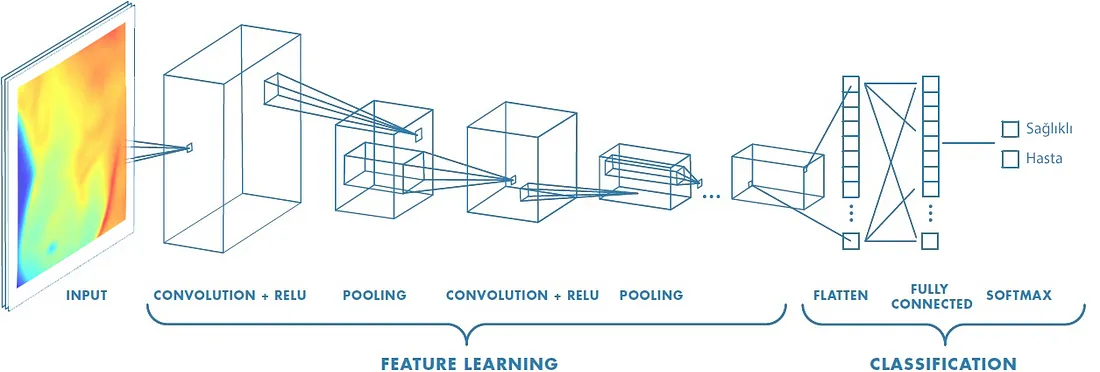 Sağlıklı
Hasta
INPUT
CONVOLUTION + RELU
POOLING
CONVOLUTION + RELU
POOLING
FLATTEN
FULLY
CONNECTED
SOFTMAX
FEATURE LEARNING
CLASSIFICATION